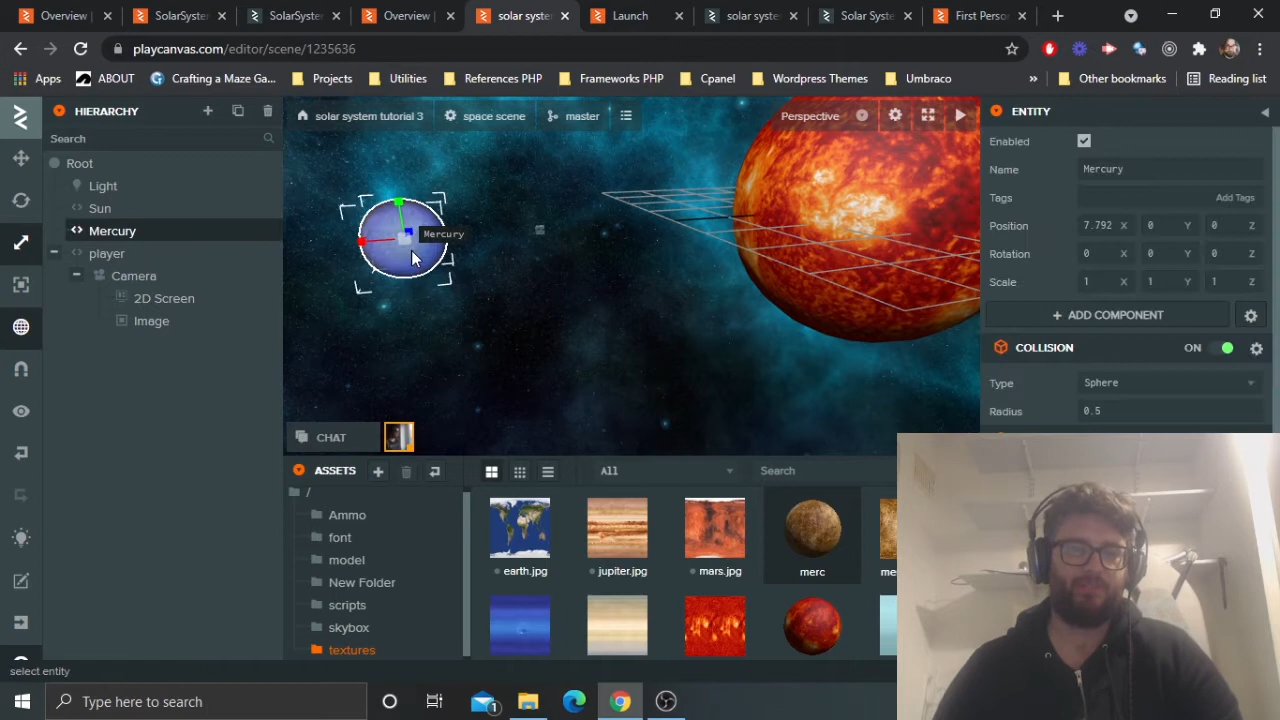 Overview | SolarSystem SolarSystem Overview | solar syste Launch solar system Solar Syste First Person
playcanvas.com/editor/scene/1235636
Apps ABOUT Crafting a Maze Ga... Projects Utilities References PHP Frameworks PHP Cpanel Wordpress Themes Umbraco » Other bookmarks Reading list
HIERARCHY
Search
Root
Light
Sun
Mercury
player
Camera
2D Screen
Image
solar system tutorial 3 space scene master Perspective
Mercury
CHAT
ENTITY
Enabled
Name Mercury
Tags Add Tags
Position 7.792 X 0 Y 0 Z
Rotation 0 X 0 Y 0 Z
Scale 1 X 1 Y 1 Z
+ ADD COMPONENT
COLLISION ON
Type Sphere
Radius 0.5
ASSETS All Search
/
Ammo
font
model
New Folder
scripts
skybox
textures
earth.jpg jupiter.jpg mars.jpg merc
select entity
Type here to search
1